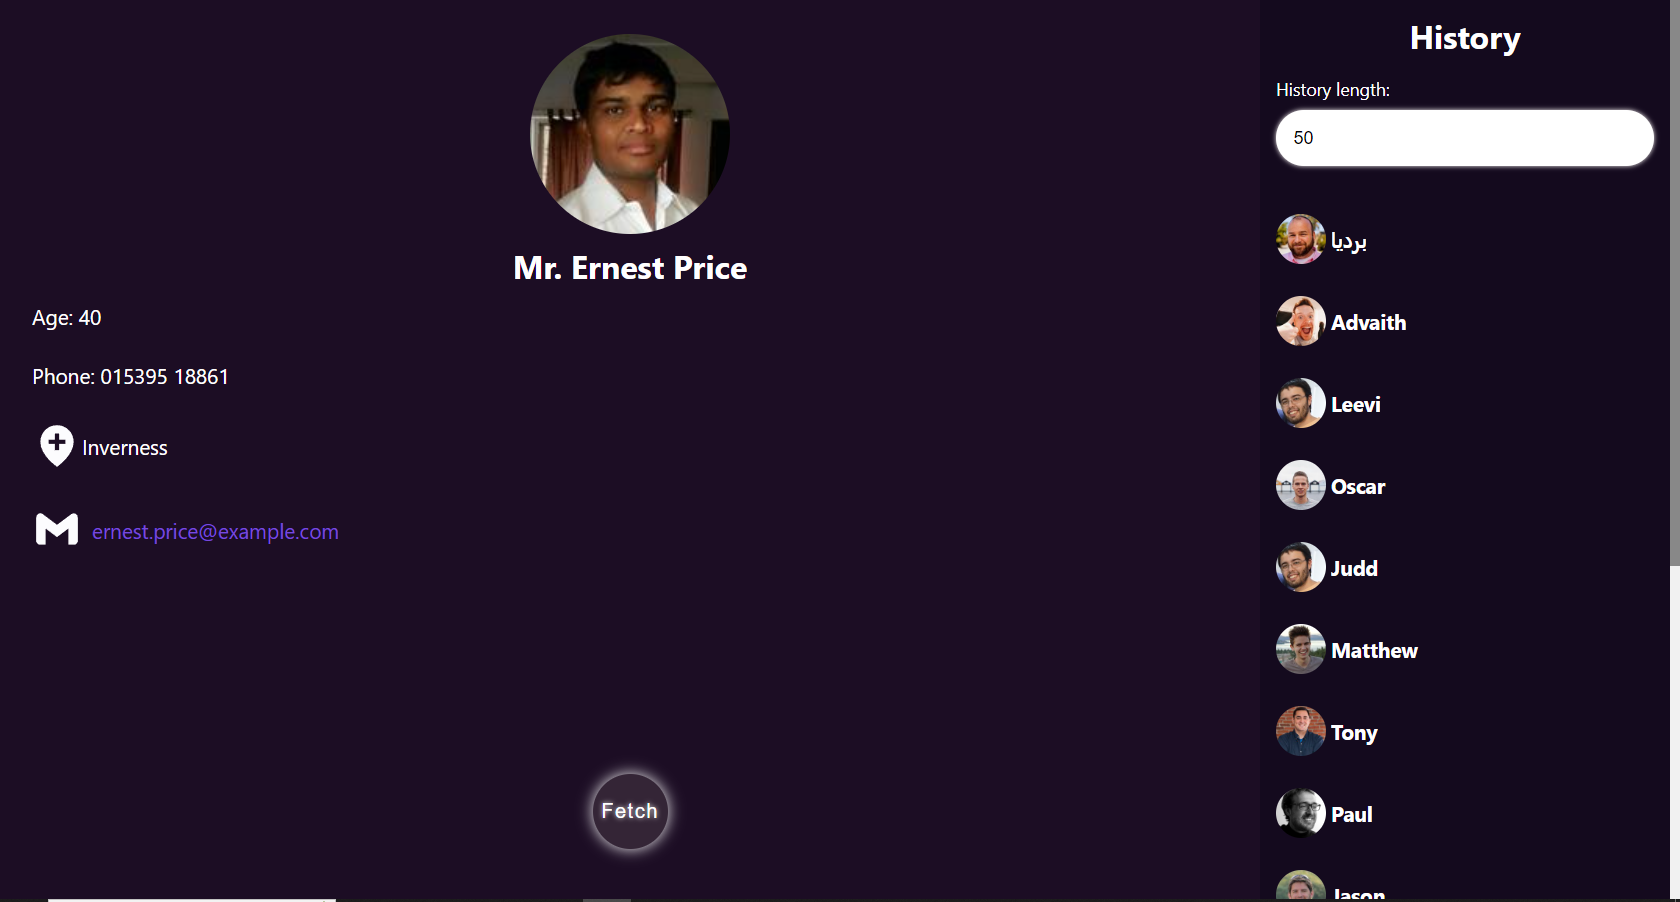 Mr. Ernest Price
Age: 40
Phone: 015395 18861
Inverness
ernest.price@example.com
Fetch
History
History length:
50
بردیا
Advaith
Leevi
Oscar
Judd
Matthew
Tony
Paul
Jason